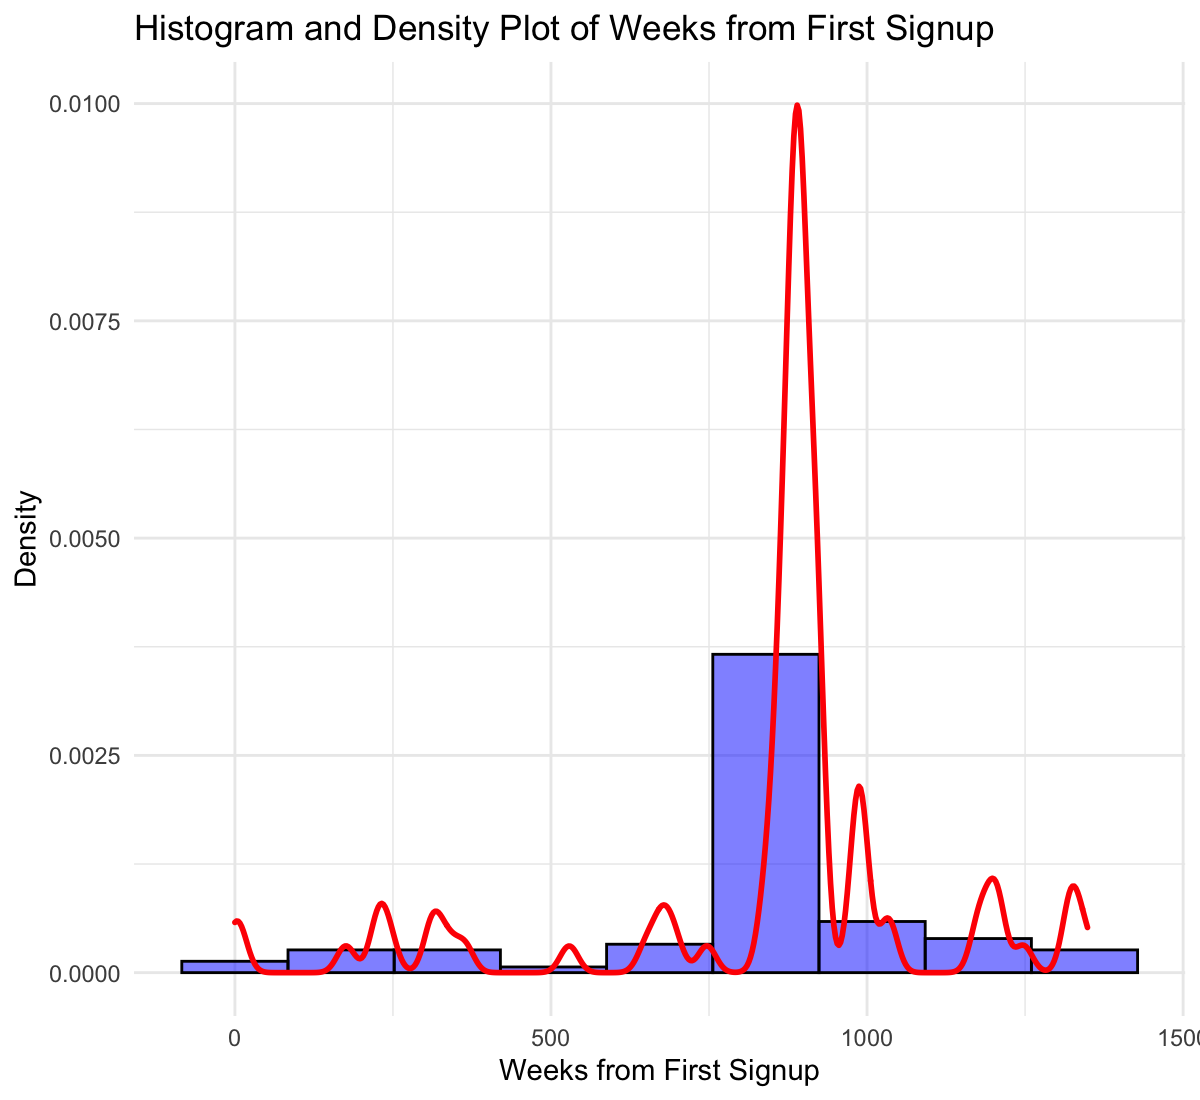 Histogram and Density Plot of Weeks from First Signup
0.0100
0.0075
0.0050
0.0025
0.0000
Density
0 500 1000 1500
Weeks from First Signup